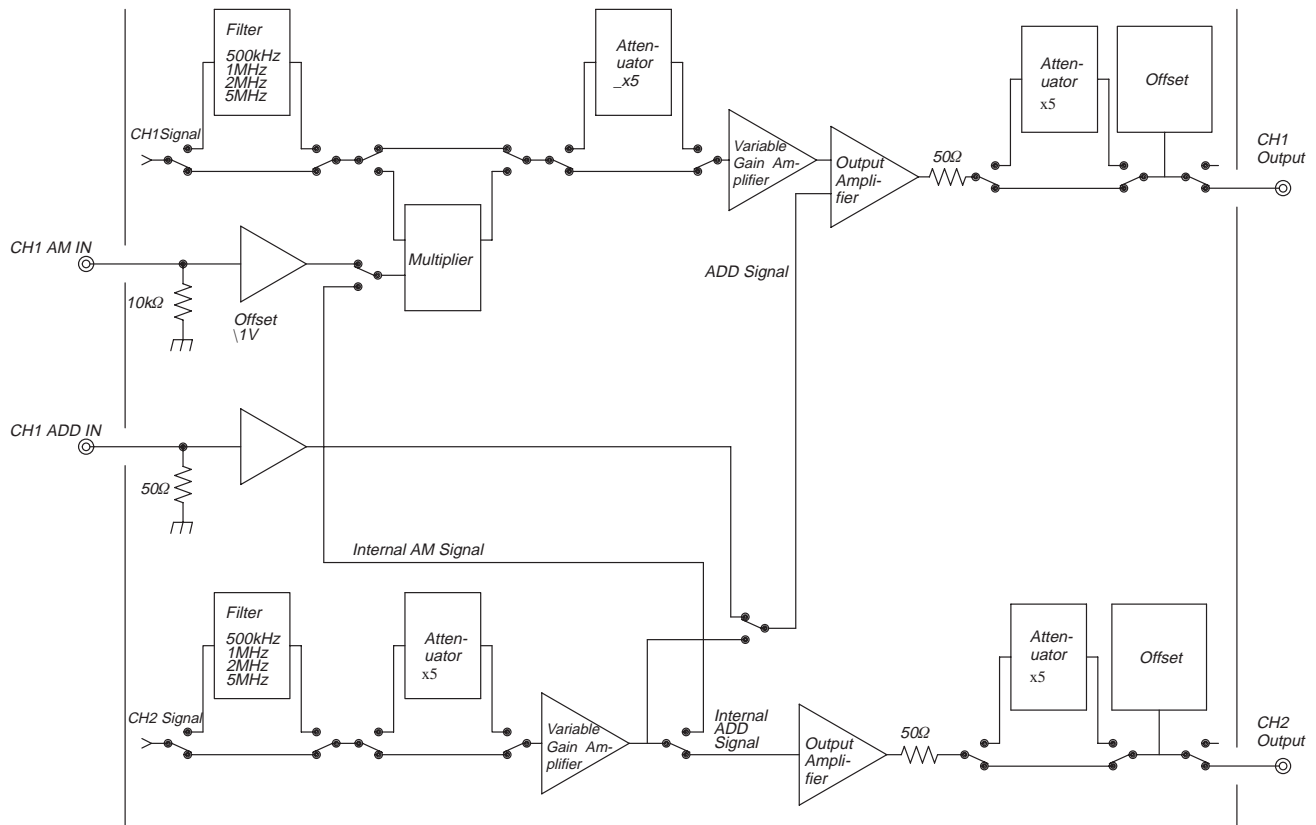 Filter
500kHz
1MHz
2MHz
5MHz
CH1Signal
Atten-
uator
_x5
Variable
Gain Am-
plifier
Output
Ampli-
fier
50Ω
Atten-
uator
x5
Offset
CH1
Output
CH1 AM IN
10kΩ
Offset
\1V
Multiplier
ADD Signal
CH1 ADD IN
50Ω
Internal AM Signal
Filter
500kHz
1MHz
2MHz
5MHz
CH2 Signal
Atten-
uator
x5
Variable
Gain Am-
plifier
Internal
ADD
Signal
Output
Ampli-
fier
50Ω
Atten-
uator
x5
Offset
CH2
Output